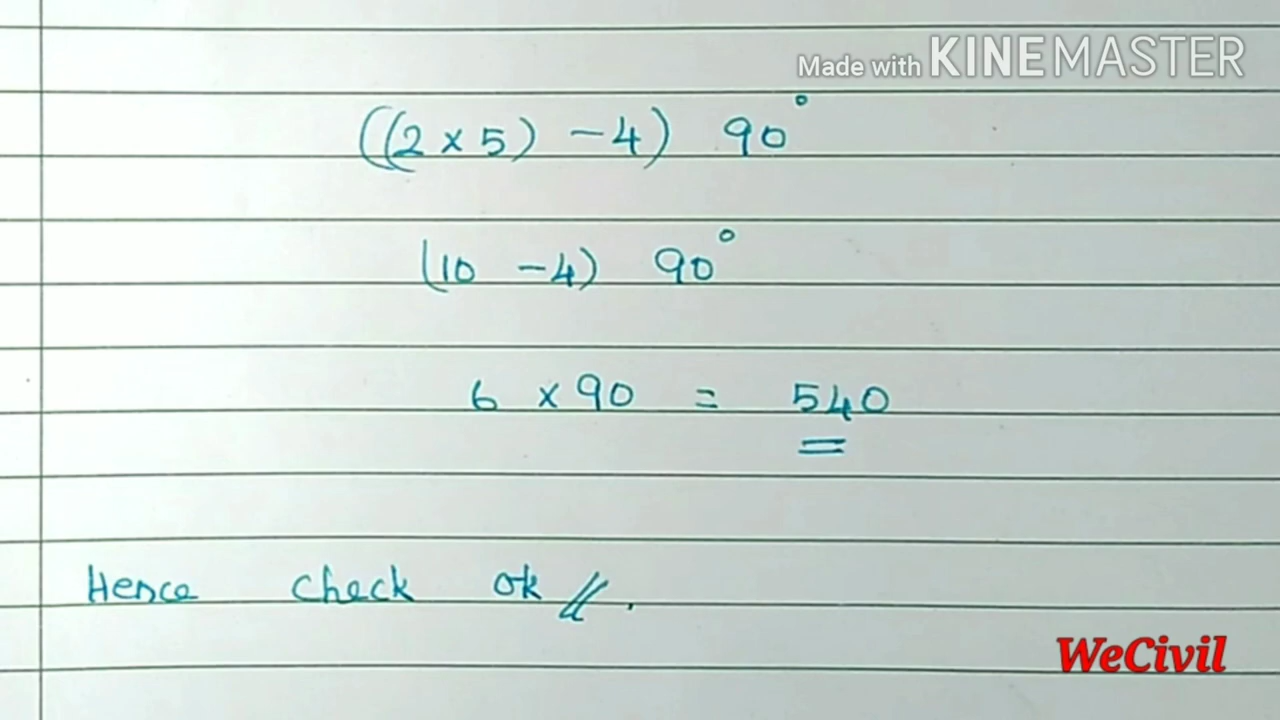 Made with KINEMASTER
((2 × 5) - 4) 90°
(10 - 4) 90°
6 × 90 = 540
Hence check ok //.
WeCivil